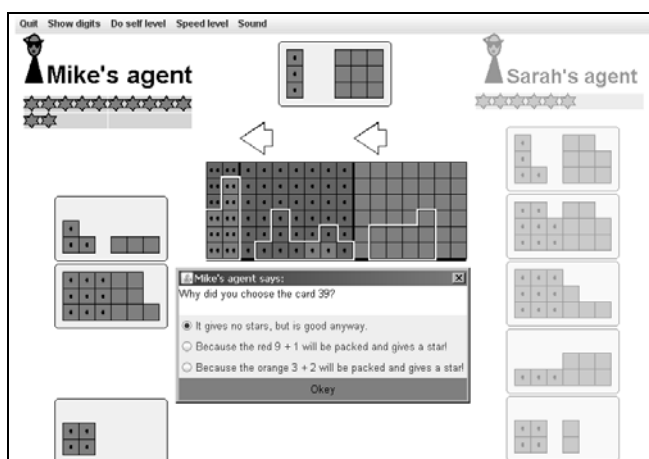 Quit Show digits Do self level Speed level Sound
Mike's agent
Sarah's agent
Mike's agent says:
Why did you choose the card 39?
It gives no stars, but is good anyway.
Because the red 9 + 1 will be packed and gives a star!
Because the orange 3 + 2 will be packed and gives a star!
Okey